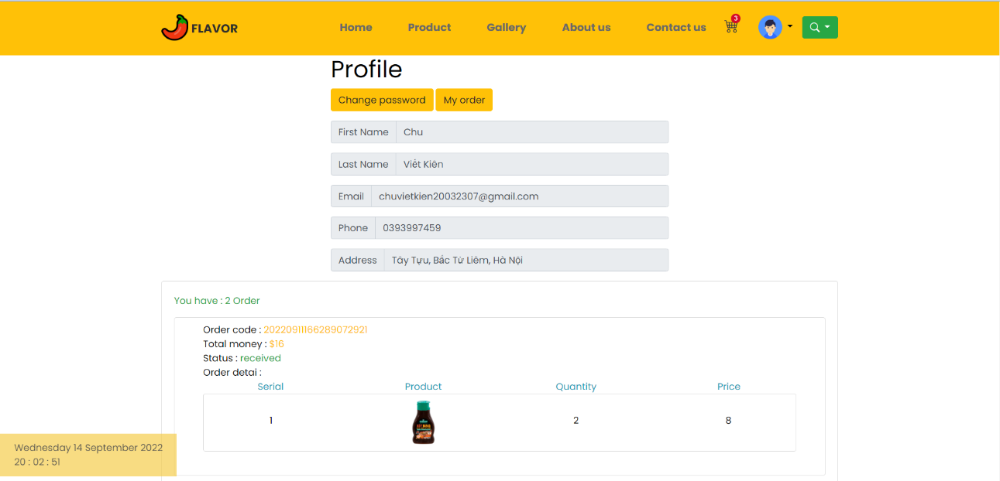 FLAVOR
Home Product Gallery About us Contact us 3
Profile
Change password My order
First Name Chu
Last Name Viết Kiên
Email chuvietkien20032307@gmail.com
Phone 0393997459
Address Tây Tựu, Bắc Từ Liêm, Hà Nội
You have : 2 Order
Order code : 20220911166289072921
Total money : $16
Status : received
Order detai :
Serial Product Quantity Price
1 2 8
Wednesday 14 September 2022
20 : 02 : 51